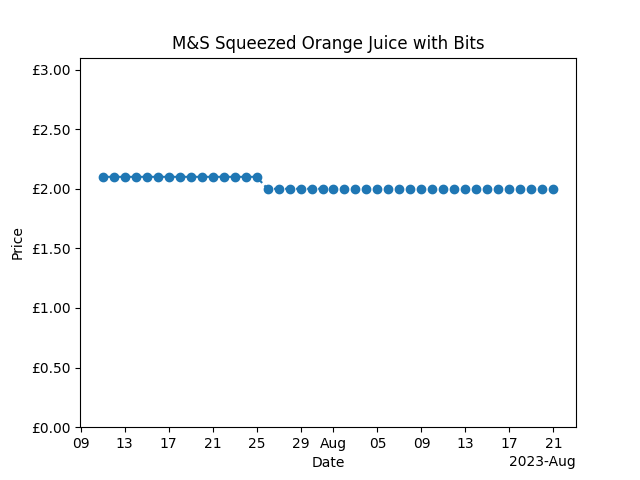 M&S Squeezed Orange Juice with Bits
£3.00
£2.50
£2.00
£1.50
£1.00
£0.50
£0.00
Price
09 13 17 21 25 29 Aug 05 09 13 17 21
Date
2023-Aug